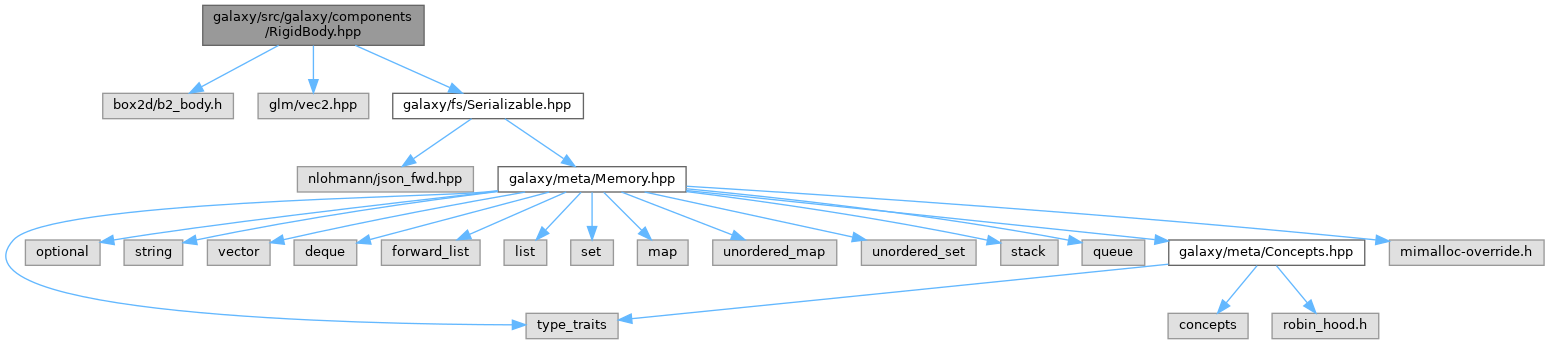 galaxy/src/galaxy/components
/RigidBody.hpp
box2d/b2_body.h
glm/vec2.hpp
galaxy/fs/Serializable.hpp
nlohmann/json_fwd.hpp
galaxy/meta/Memory.hpp
optional
string
vector
deque
forward_list
list
set
map
unordered_map
unordered_set
stack
queue
galaxy/meta/Concepts.hpp
mimalloc-override.h
type_traits
concepts
robin_hood.h